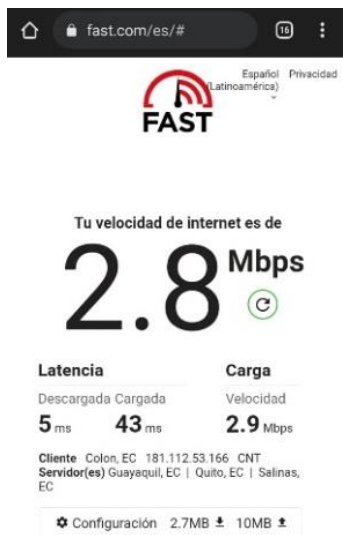 fast.com/es/#
16
Español Privacidad
(Latinoamérica)
FAST
Tu velocidad de internet es de
2.8 Mbps
Latencia Carga
Descargada Cargada Velocidad
5 ms 43 ms 2.9 Mbps
Cliente Colon, EC 181.112.53.166 CNT
Servidor(es) Guayaquil, EC | Quito, EC | Salinas,
EC
Configuración 2.7MB 10MB